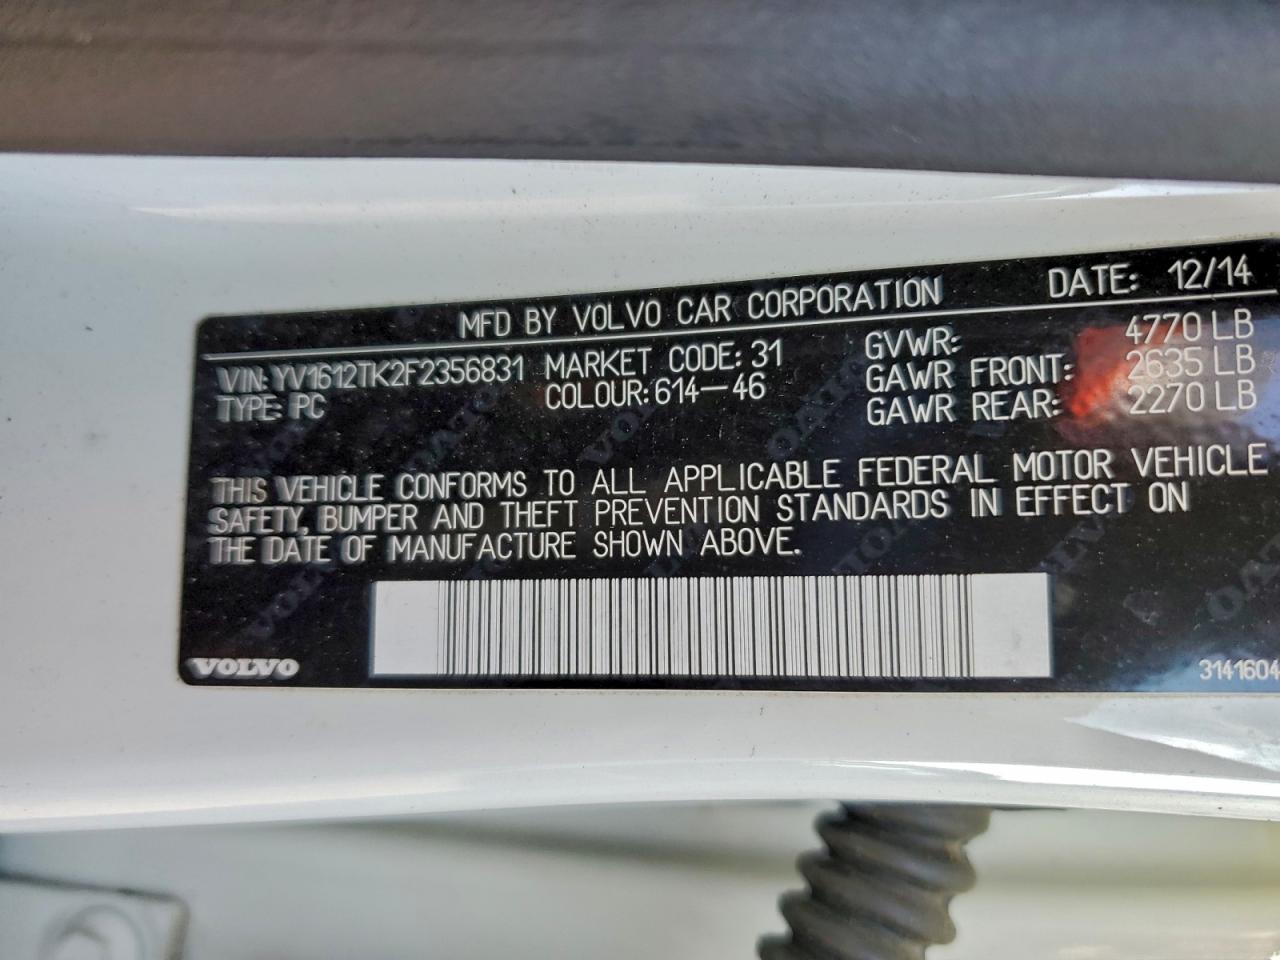 MFD BY VOLVO CAR CORPORATION DATE: 12/14
VIN: YV1612TK2F2356831 MARKET CODE: 31 GVWR: 4770 LB
TYPE: PC COLOUR: 614-46 GAWR FRONT: 2635 LB
GAWR REAR: 2270 LB
THIS VEHICLE CONFORMS TO ALL APPLICABLE FEDERAL MOTOR VEHICLE
SAFETY, BUMPER AND THEFT PREVENTION STANDARDS IN EFFECT ON
THE DATE OF MANUFACTURE SHOWN ABOVE.
VOLVO 3141604